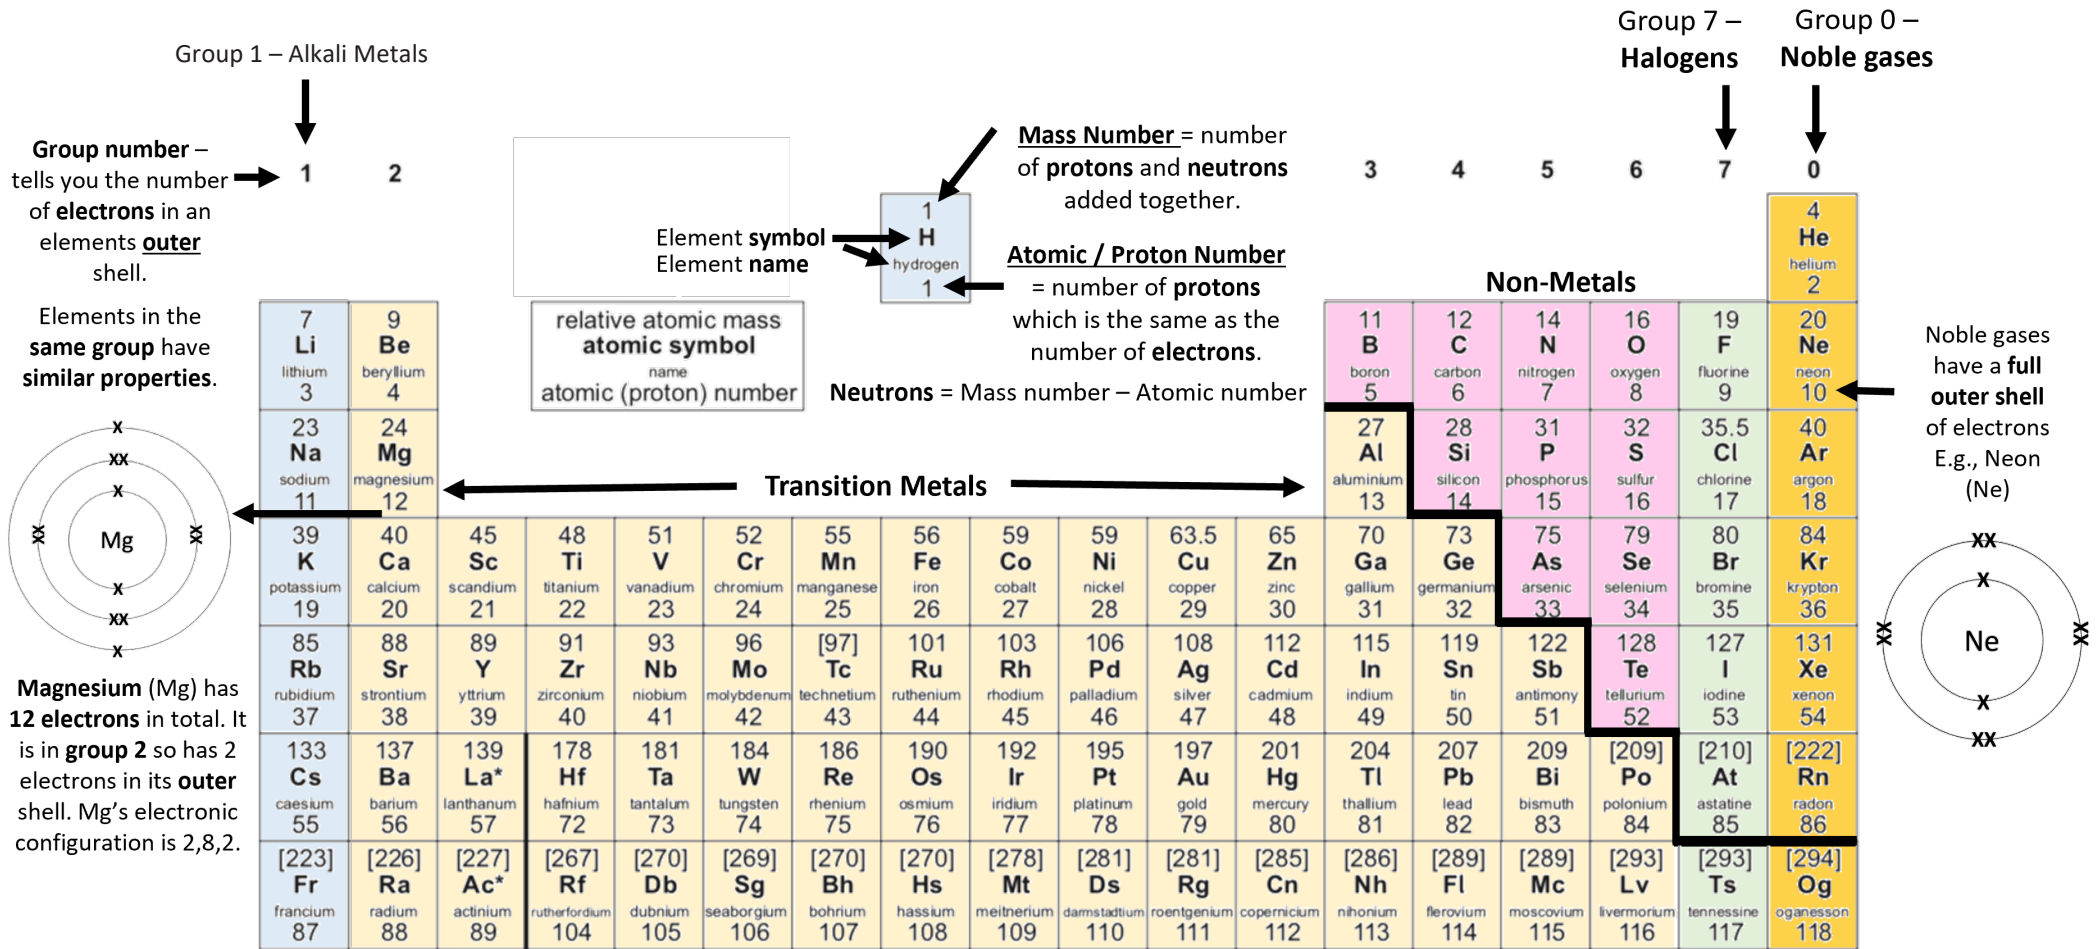 Group 1 – Alkali Metals
Group 7 –
Halogens
Group 0 –
Noble gases
Group number –
tells you the number
of electrons in an
elements outer
shell.
Elements in the
same group have
similar properties.
1
2
3
4
5
6
7
0
Mass Number = number
of protons and neutrons
added together.
Element symbol
Element name
1
H
hydrogen
1
Atomic / Proton Number
= number of protons
which is the same as the
number of electrons.
Neutrons = Mass number – Atomic number
relative atomic mass
atomic symbol
name
atomic (proton) number
Non-Metals
Transition Metals
4
He
helium
2
7 9 11 12 14 16 19 20
Li Be B C N O F Ne
lithium beryllium boron carbon nitrogen oxygen fluorine neon
3 4 5 6 7 8 9 10
23 24 27 28 31 32 35.5 40
Na Mg Al Si P S Cl Ar
sodium magnesium aluminium silicon phosphorus sulfur chlorine argon
11 12 13 14 15 16 17 18
39 40 45 48 51 52 55 56 59 59 63.5 65 70 73 75 79 80 84
K Ca Sc Ti V Cr Mn Fe Co Ni Cu Zn Ga Ge As Se Br Kr
potassium calcium scandium titanium vanadium chromium manganese iron cobalt nickel copper zinc gallium germanium arsenic selenium bromine krypton
19 20 21 22 23 24 25 26 27 28 29 30 31 32 33 34 35 36
85 88 89 91 93 96 [97] 101 103 106 108 112 115 119 122 128 127 131
Rb Sr Y Zr Nb Mo Tc Ru Rh Pd Ag Cd In Sn Sb Te I Xe
rubidium strontium yttrium zirconium niobium molybdenum technetium ruthenium rhodium palladium silver cadmium indium tin antimony tellurium iodine xenon
37 38 39 40 41 42 43 44 45 46 47 48 49 50 51 52 53 54
133 137 139 178 181 184 186 190 192 195 197 201 204 207 209 [209] [210] [222]
Cs Ba La* Hf Ta W Re Os Ir Pt Au Hg Tl Pb Bi Po At Rn
caesium barium lanthanum hafnium tantalum tungsten rhenium osmium iridium platinum gold mercury thallium lead bismuth polonium astatine radon
55 56 57 72 73 74 75 76 77 78 79 80 81 82 83 84 85 86
[223] [226] [227] [267] [270] [269] [270] [270] [278] [281] [281] [285] [286] [289] [289] [293] [293] [294]
Fr Ra Ac* Rf Db Sg Bh Hs Mt Ds Rg Cn Nh Fl Mc Lv Ts Og
francium radium actinium rutherfordium dubnium seaborgium bohrium hassium meitnerium darmstadtium roentgenium copernicium nihonium flerovium moscovium livermorium tennessine oganesson
87 88 89 104 105 106 107 108 109 110 111 112 113 114 115 116 117 118
Mg
Magnesium (Mg) has
12 electrons in total. It
is in group 2 so has 2
electrons in its outer
shell. Mg’s electronic
configuration is 2,8,2.
Noble gases
have a full
outer shell
of electrons
E.g., Neon
(Ne)
Ne